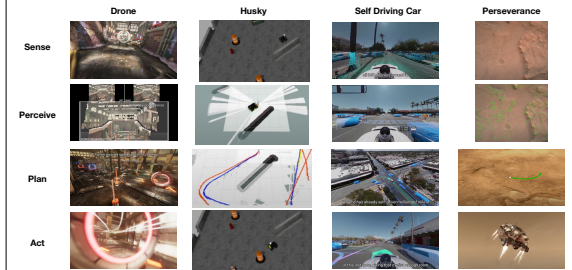 Drone Husky Self Driving Car Perseverance
Sense
Perceive
Plan
Act